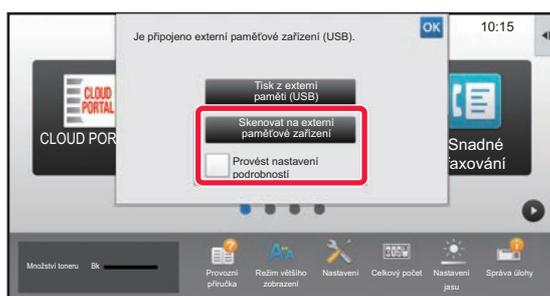 Je připojeno externí paměťové zařízení (USB).
OK
10:15
Tisk z externí
paměti (USB)
Skenovat na externí
paměťové zařízení
Provést nastavení
podrobností
CLOUD
PORTAL
CLOUD POR
Snadné
faxování
Množství toneru Bk
Provozní
příručka
Režim většího
zobrazení
Nastavení
Celkový počet
Nastavení
jasu
Správa úlohy